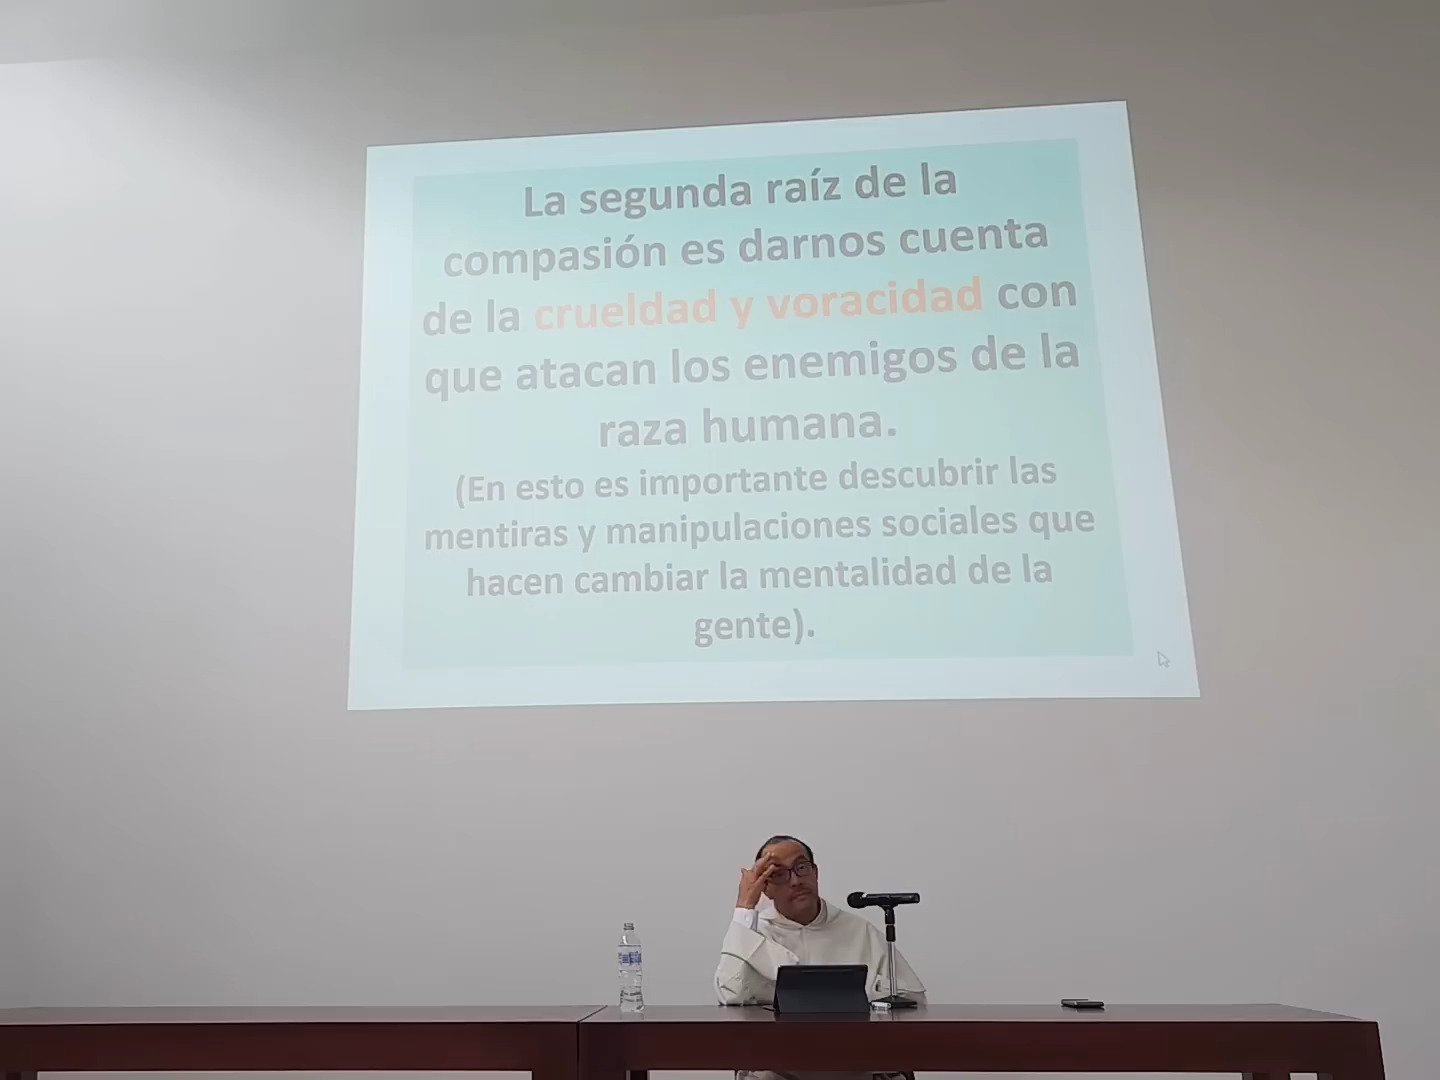 La segunda raíz de la
compasión es darnos cuenta
de la crueldad y voracidad con
que atacan los enemigos de la
raza humana.
(En esto es importante descubrir las
mentiras y manipulaciones sociales que
hacen cambiar la mentalidad de la
gente).